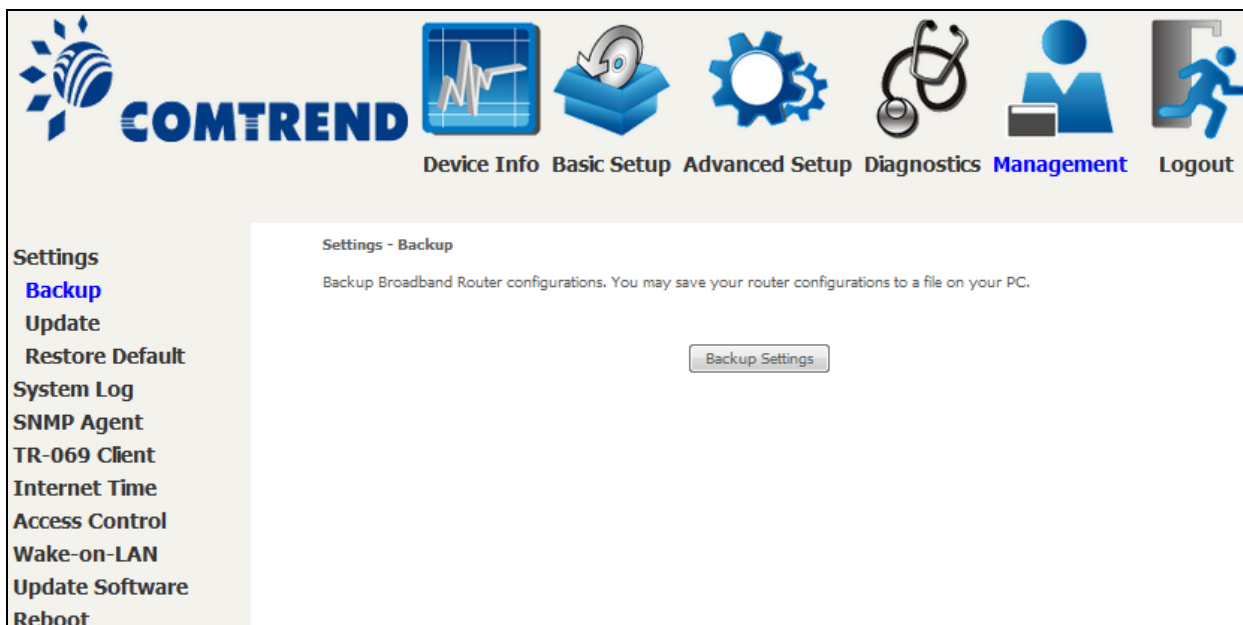 COMTREND
Device Info Basic Setup Advanced Setup Diagnostics Management Logout
Settings
Backup
Update
Restore Default
System Log
SNMP Agent
TR-069 Client
Internet Time
Access Control
Wake-on-LAN
Update Software
Reboot
Settings - Backup
Backup Broadband Router configurations. You may save your router configurations to a file on your PC.
Backup Settings